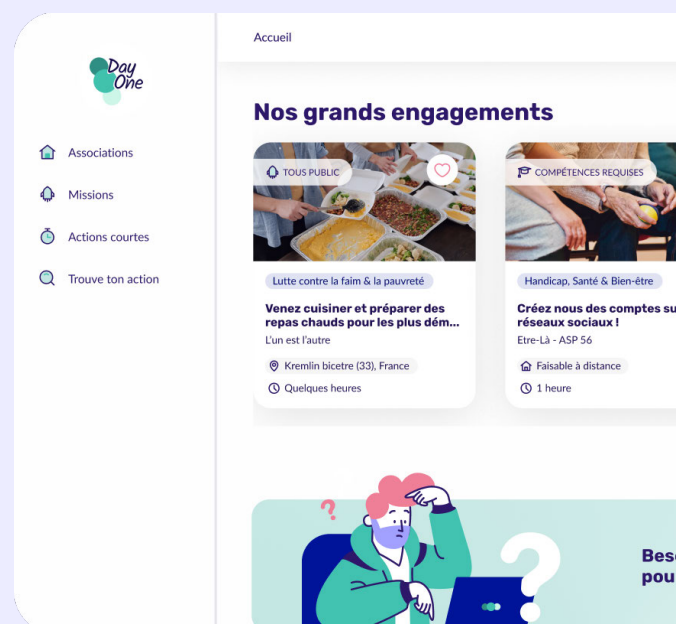 Day
One
Associations
Missions
Actions courtes
Trouve ton action
Accueil
Nos grands engagements
TOUS PUBLIC
Lutte contre la faim & la pauvreté
Venez cuisiner et préparer des
repas chauds pour les plus dém...
L'un est l'autre
Kremlin bicetre (33), France
Quelques heures
COMPÉTENCES REQUISES
Handicap, Santé & Bien-être
Créez nous des comptes su
réseaux sociaux !
Etre-Là - ASP 56
Faisable à distance
1 heure
?
?
Bes
pou